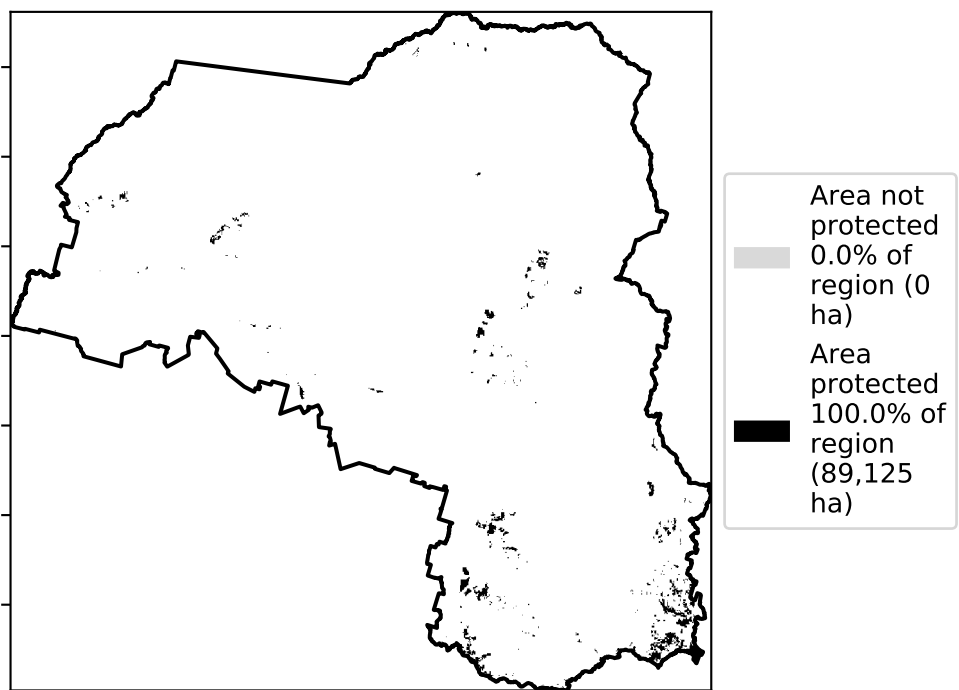 Area not
protected
0.0% of
region (0
ha)
Area
protected
100.0% of
region
(89,125
ha)